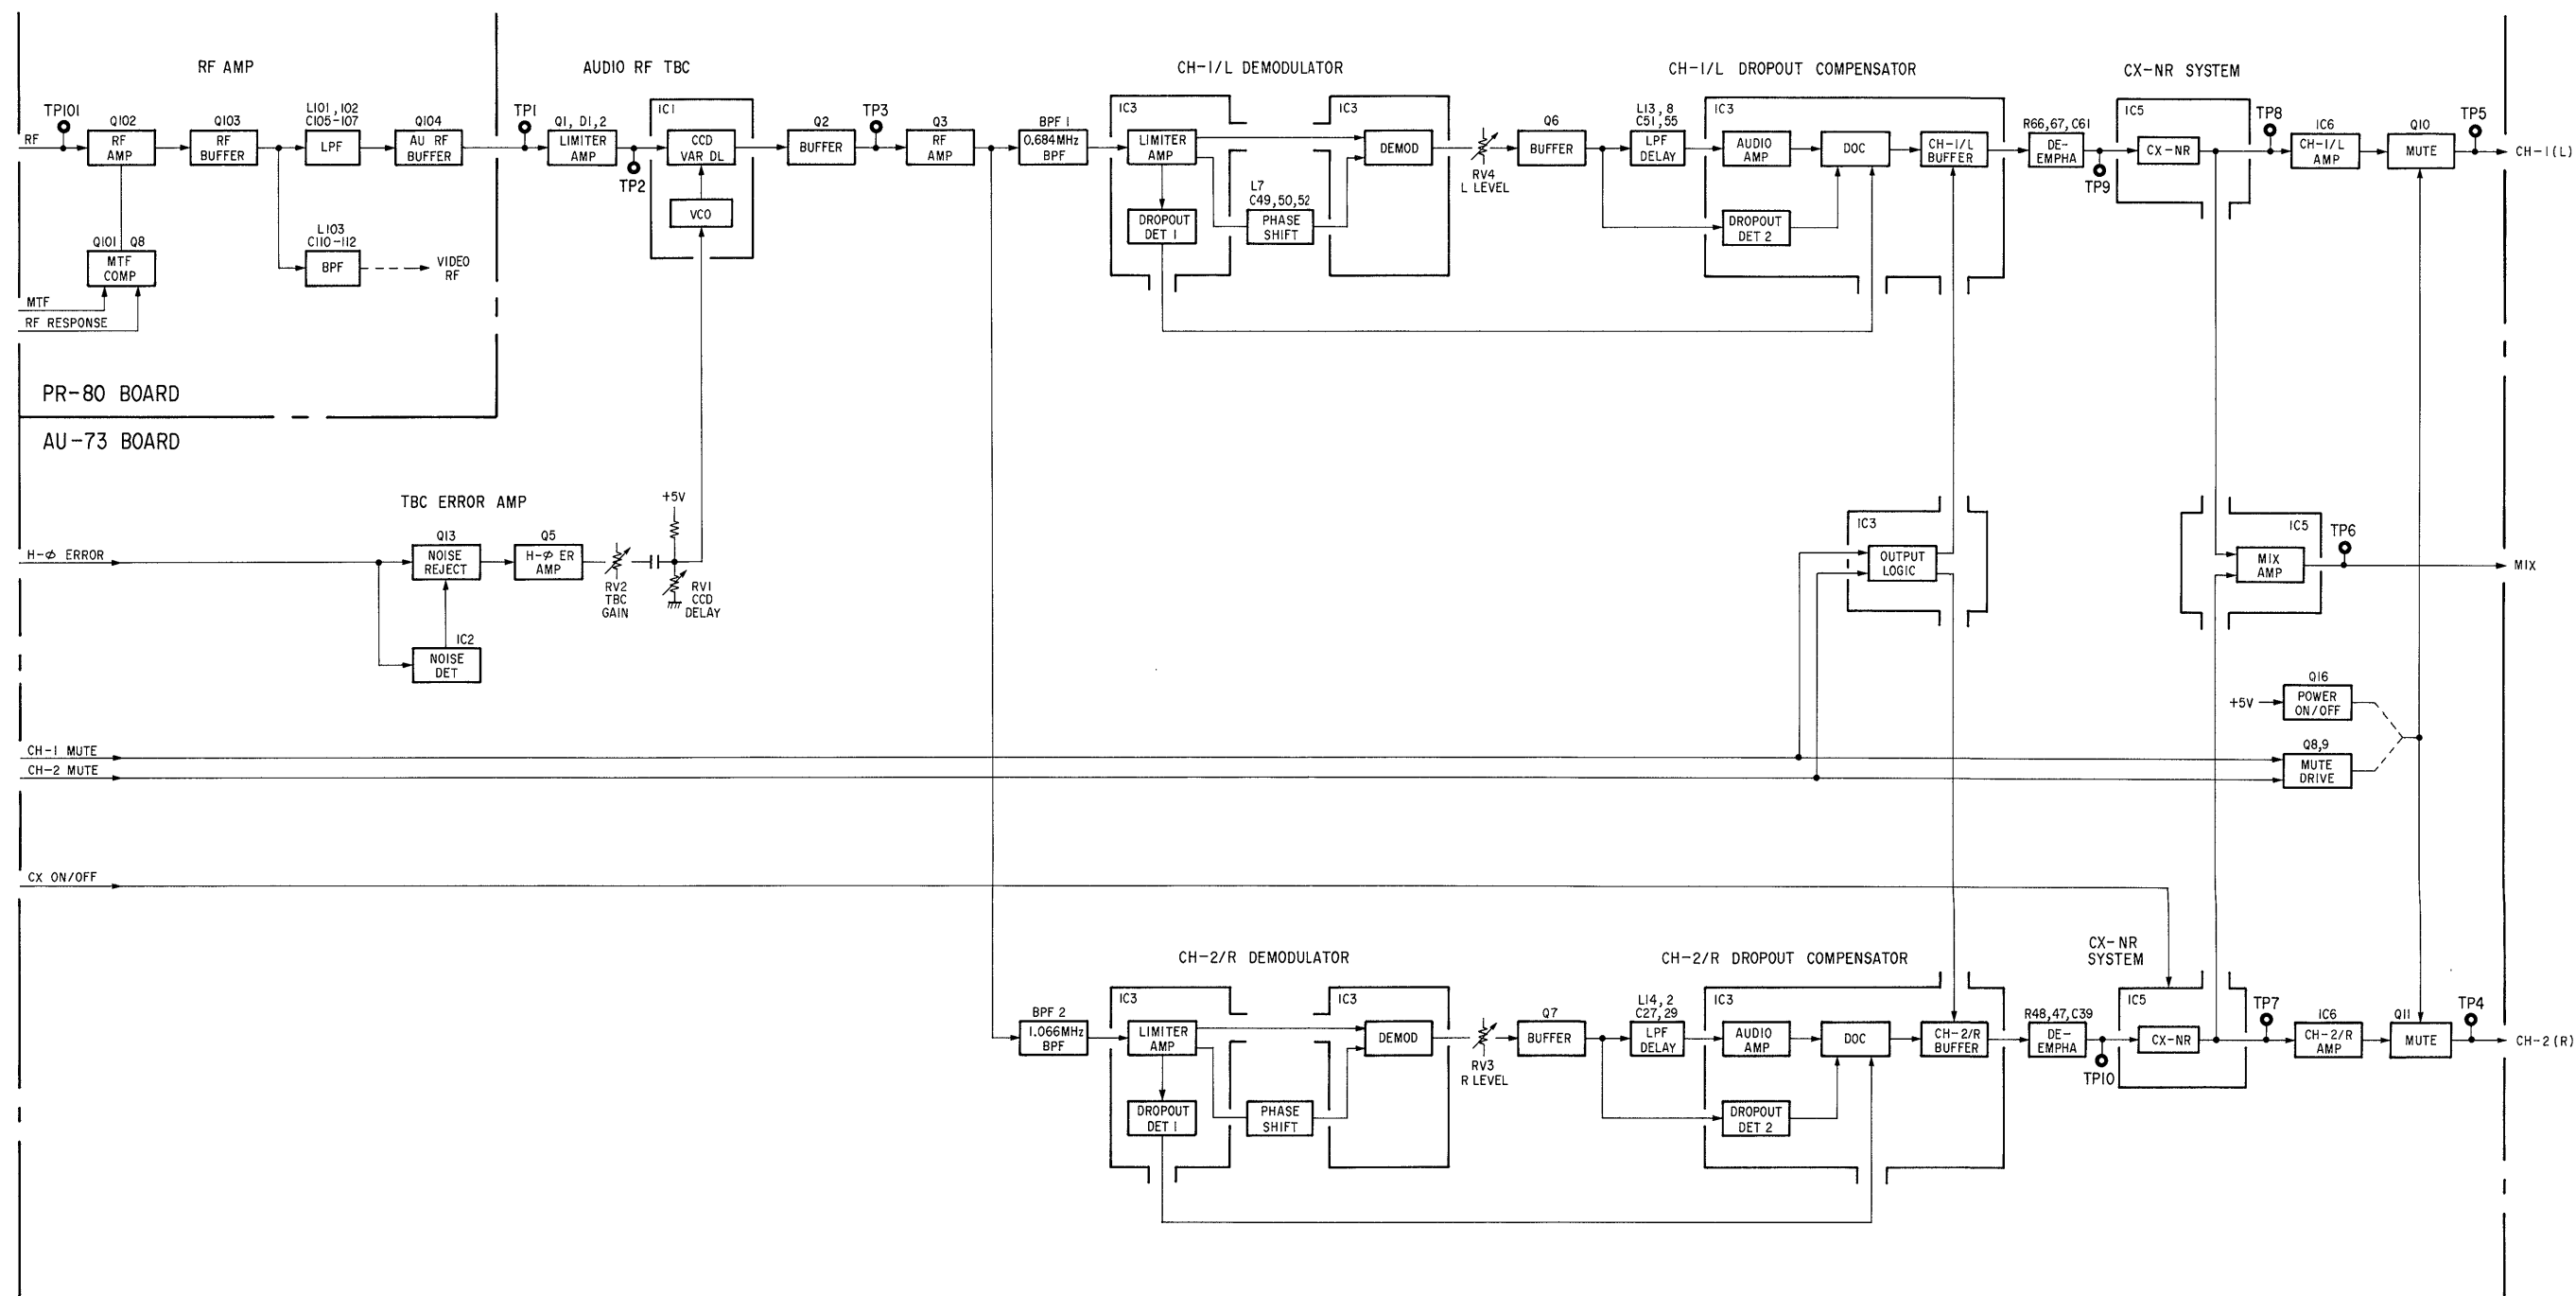 RF AMP
AUDIO RF TBC
CH-1/L DEMODULATOR
CH-1/L DROPOUT COMPENSATOR
CX-NR SYSTEM
RF
TP101
Q102
RF
AMP
Q103
RF
BUFFER
L101, 102
C105-107
LPF
Q104
AU RF
BUFFER
TP1
Q1, D1, 2
LIMITER
AMP
TP2
IC1
CCD
VAR DL
VCO
Q2
BUFFER
TP3
Q3
RF
AMP
BPF 1
0.684MHz
BPF
IC3
LIMITER
AMP
DROPOUT
DET 1
L7
C49, 50, 52
PHASE
SHIFT
IC3
DEMOD
RV4
L LEVEL
Q6
BUFFER
L13, 8
C51, 55
LPF
DELAY
IC3
AUDIO
AMP
DOC
CH-1/L
BUFFER
DROPOUT
DET 2
R66, 67, C61
DE-
EMPHA
TP9
IC5
CX-NR
TP8
IC6
CH-1/L
AMP
Q10
MUTE
TP5
CH-1(L)
Q101 Q8
MTF
COMP
L103
C110-112
BPF
VIDEO
RF
MTF
RF RESPONSE
PR-80 BOARD
AU-73 BOARD
TBC ERROR AMP
H-Φ ERROR
Q13
NOISE
REJECT
Q5
H-Φ ER
AMP
RV2
TBC
GAIN
+5V
RV1
CCD
DELAY
IC2
NOISE
DET
IC3
OUTPUT
LOGIC
IC5
MIX
AMP
TP6
MIX
+5V
Q16
POWER
ON/OFF
CH-1 MUTE
CH-2 MUTE
Q8,9
MUTE
DRIVE
CX ON/OFF
CH-2/R DEMODULATOR
CH-2/R DROPOUT COMPENSATOR
CX-NR
SYSTEM
BPF 2
1.066MHz
BPF
IC3
LIMITER
AMP
DROPOUT
DET 1
PHASE
SHIFT
IC3
DEMOD
RV3
R LEVEL
Q7
BUFFER
L14, 2
C27, 29
LPF
DELAY
IC3
AUDIO
AMP
DOC
CH-2/R
BUFFER
DROPOUT
DET 2
R48, 47, C39
DE-
EMPHA
TP10
IC5
CX-NR
TP7
IC6
CH-2/R
AMP
Q11
MUTE
TP4
CH-2(R)